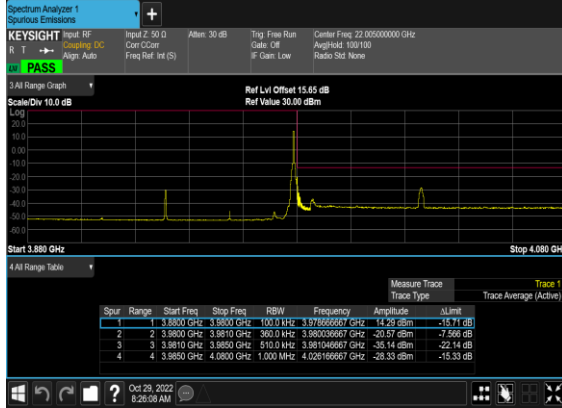 Spectrum Analyzer 1
Spurious Emissions
+
KEYSIGHT Input: RF Input Z: 50 Ω Atten: 30 dB Trig: Free Run Center Freq: 22.005000000 GHz
R T Coupling: DC Corr CCorr Gate: Off Avg|Hold: 100/100
Align: Auto Freq Ref: Int (S) IF Gain: Low Radio Std: None
PASS
3 All Range Graph
Ref Lvl Offset 15.65 dB
Scale/Div 10.0 dB Ref Value 30.00 dBm
Log
20.0
10.0
0.00
-10.0
-20.0
-30.0
-40.0
-50.0
-60.0
Start 3.880 GHz Stop 4.080 GH
4 All Range Table
Measure Trace Trace 1
Trace Type Trace Average (Active)
Spur Range Start Freq Stop Freq RBW Frequency Amplitude ΔLimit
1 1 3.8800 GHz 3.9800 GHz 100.0 kHz 3.978666667 GHz 14.29 dBm -15.71 dB
2 2 3.9800 GHz 3.9810 GHz 360.0 kHz 3.980036667 GHz -20.57 dBm -7.566 dB
3 3 3.9810 GHz 3.9850 GHz 510.0 kHz 3.981046667 GHz -35.14 dBm -22.14 dB
4 4 3.9850 GHz 4.0800 GHz 1.000 MHz 4.026166667 GHz -28.33 dBm -15.33 dB
? Oct 29, 2022
8:26:08 AM